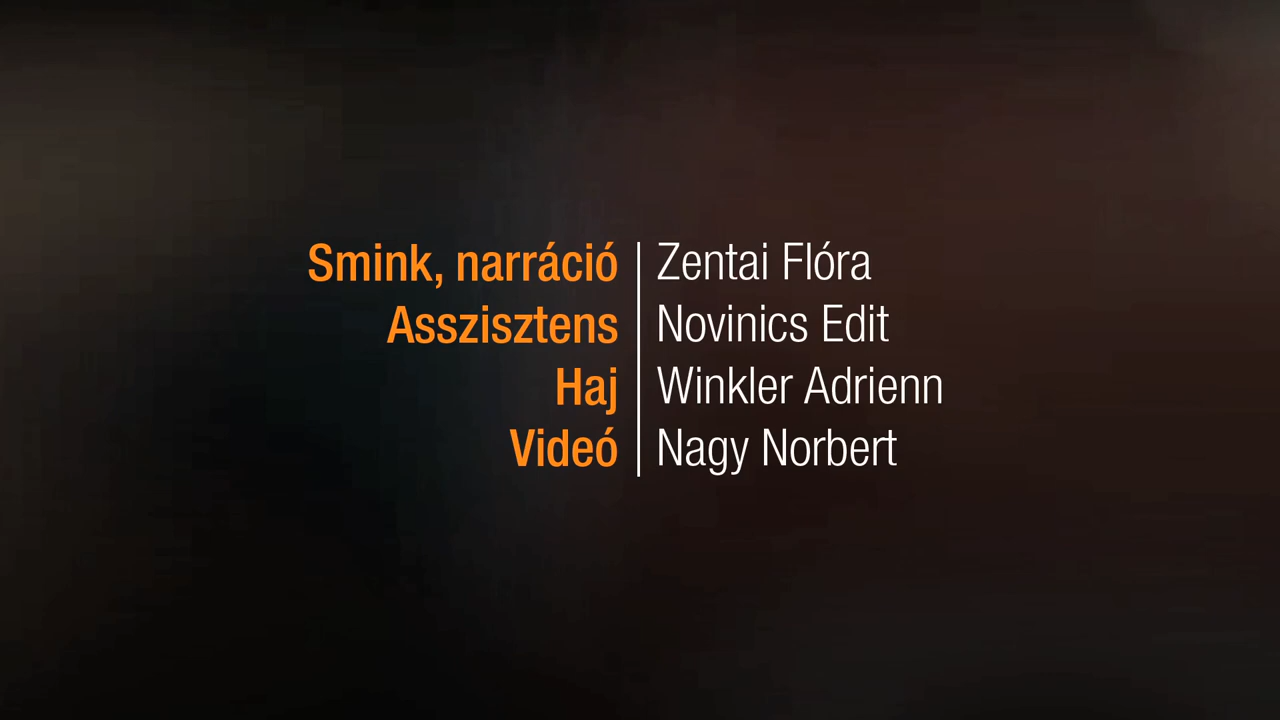 Smink, narráció Zentai Flóra
Asszisztens Novinics Edit
Haj Winkler Adrienn
Videó Nagy Norbert